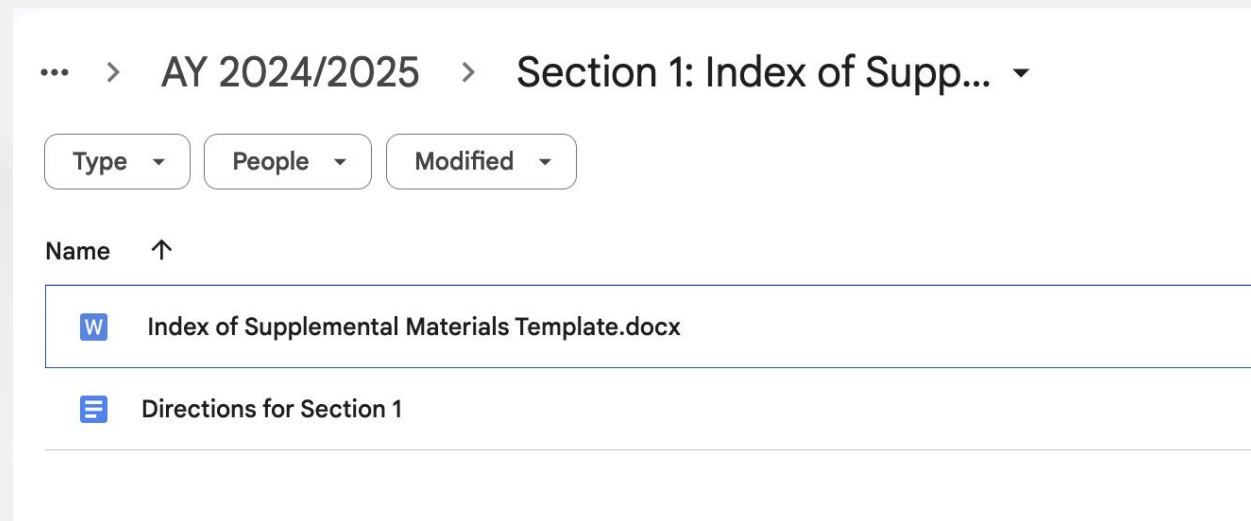 ... > AY 2024/2025 > Section 1: Index of Supp...
Type People Modified
Name ↑
W Index of Supplemental Materials Template.docx
Directions for Section 1